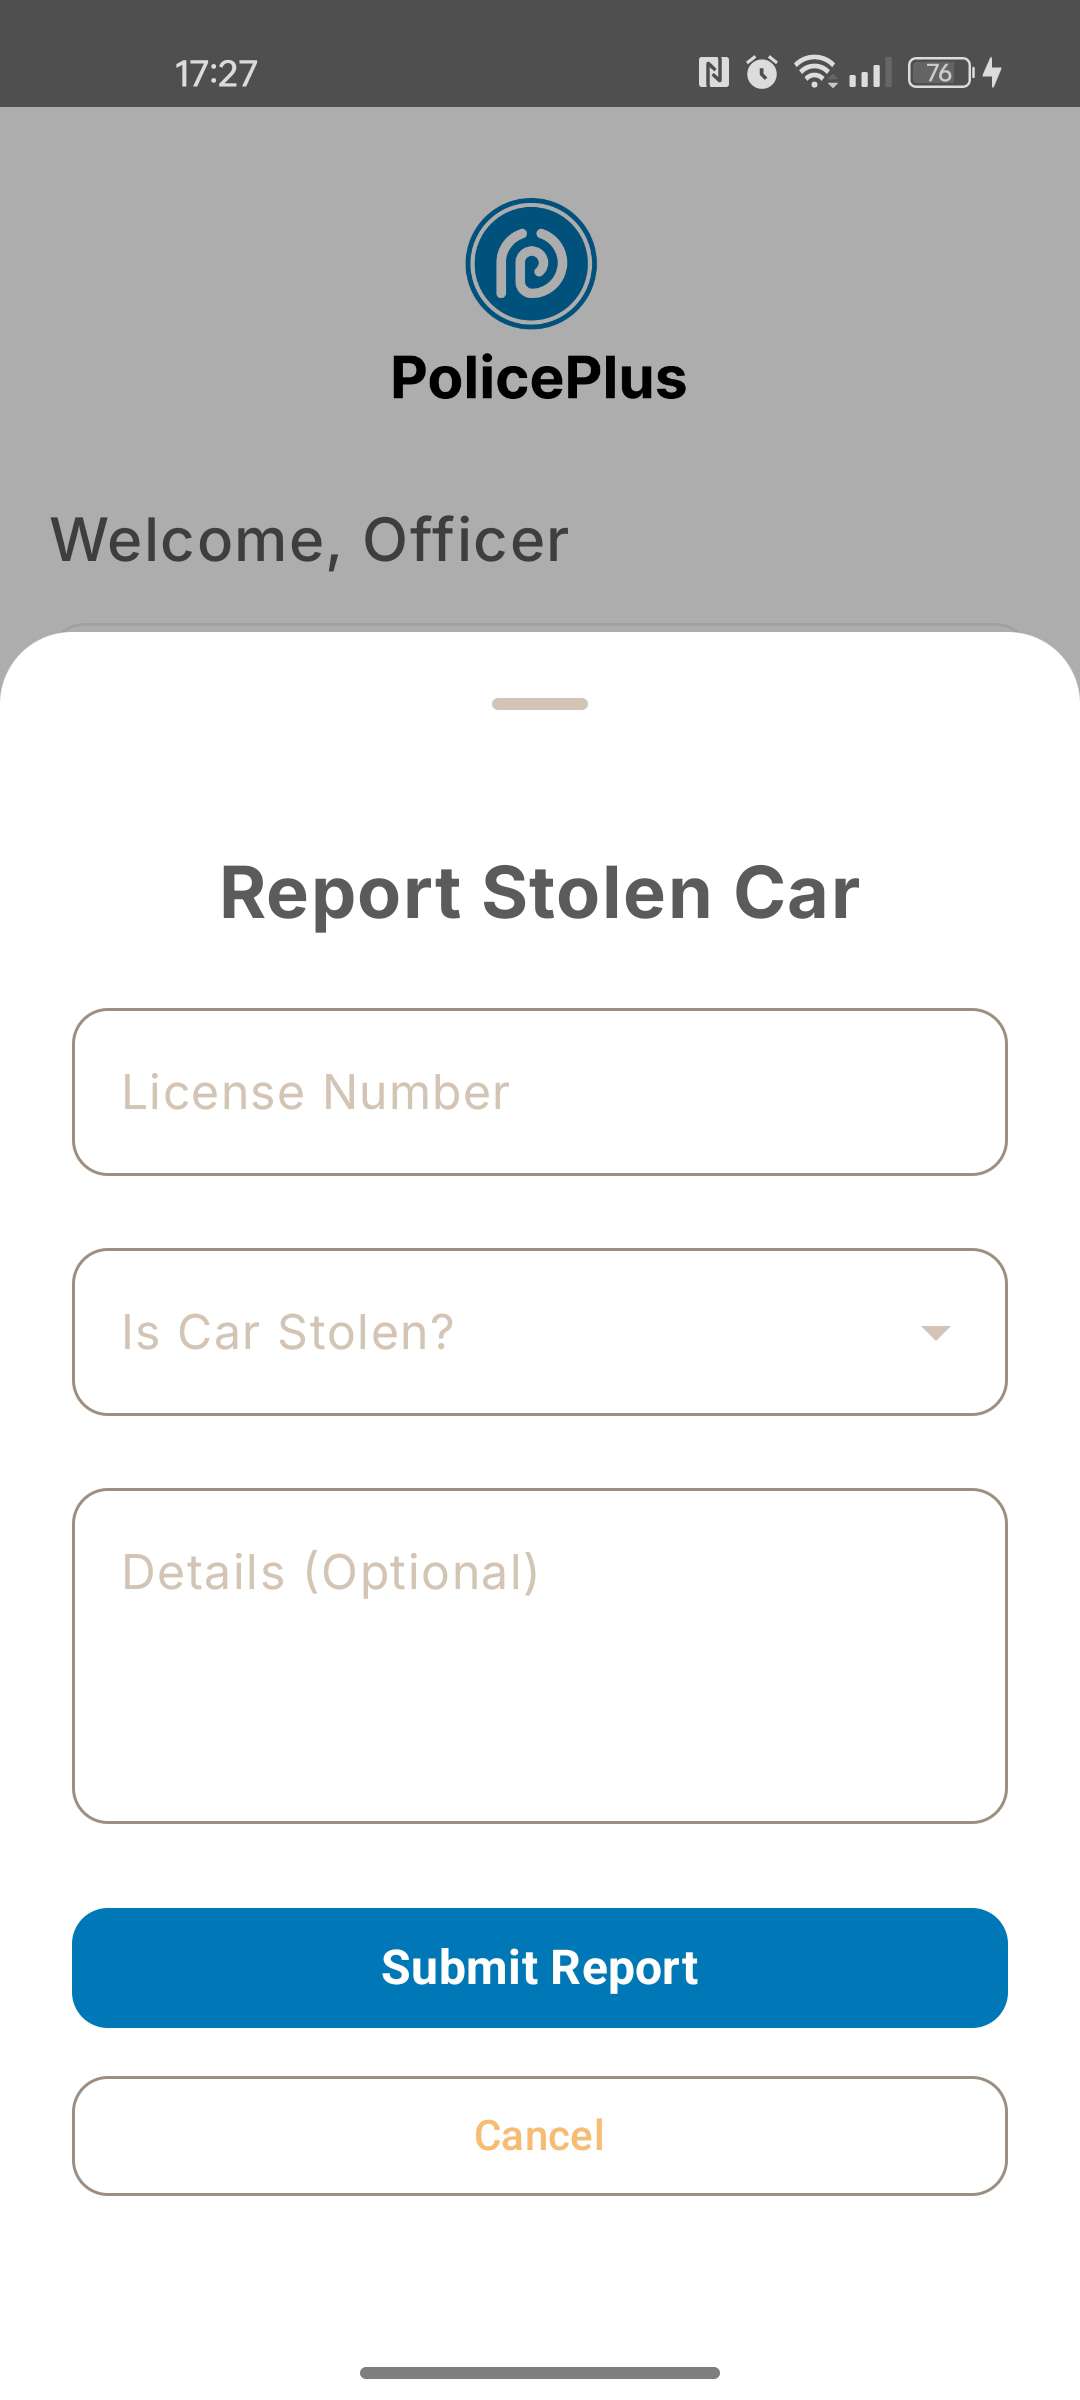 17:27
76
PolicePlus
Welcome, Officer
Report Stolen Car
License Number
Is Car Stolen?
Details (Optional)
Submit Report
Cancel